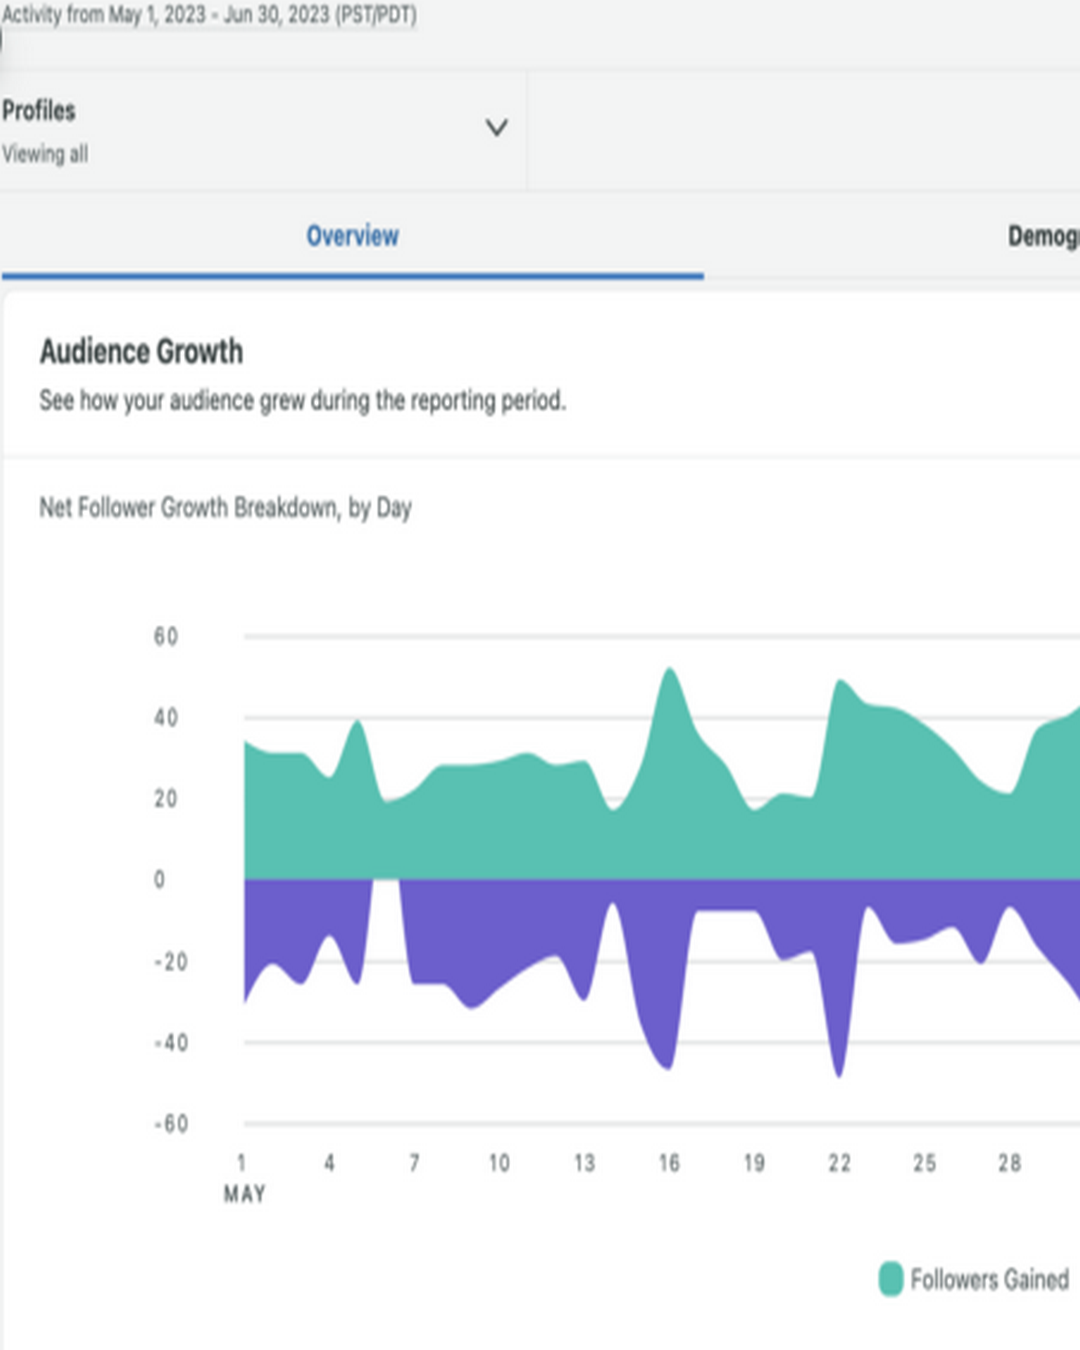 Activity from May 1, 2023 - Jun 30, 2023 (PST/PDT)
Profiles
Viewing all
Overview
Demog
Audience Growth
See how your audience grew during the reporting period.
Net Follower Growth Breakdown, by Day
60
40
20
0
-20
-40
-60
1 4 7 10 13 16 19 22 25 28
MAY
Followers Gained